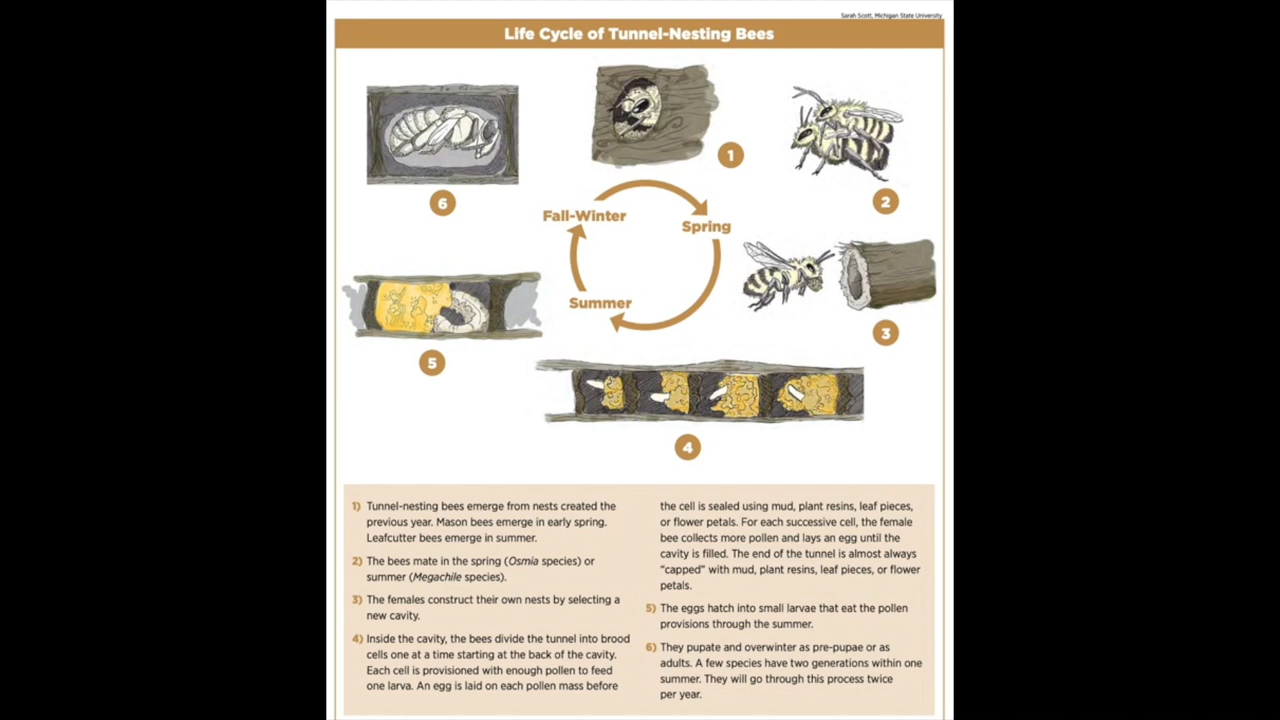 Sarah Scott, Michigan State University
Life Cycle of Tunnel-Nesting Bees
1
2
3
4
5
6
Fall-Winter
Spring
Summer
1) Tunnel-nesting bees emerge from nests created the
previous year. Mason bees emerge in early spring.
Leafcutter bees emerge in summer.
2) The bees mate in the spring (Osmia species) or
summer (Megachile species).
3) The females construct their own nests by selecting a
new cavity.
4) Inside the cavity, the bees divide the tunnel into brood
cells one at a time starting at the back of the cavity.
Each cell is provisioned with enough pollen to feed
one larva. An egg is laid on each pollen mass before
the cell is sealed using mud, plant resins, leaf pieces,
or flower petals. For each successive cell, the female
bee collects more pollen and lays an egg until the
cavity is filled. The end of the tunnel is almost always
“capped” with mud, plant resins, leaf pieces, or flower
petals.
5) The eggs hatch into small larvae that eat the pollen
provisions through the summer.
6) They pupate and overwinter as pre-pupae or as
adults. A few species have two generations within one
summer. They will go through this process twice
per year.